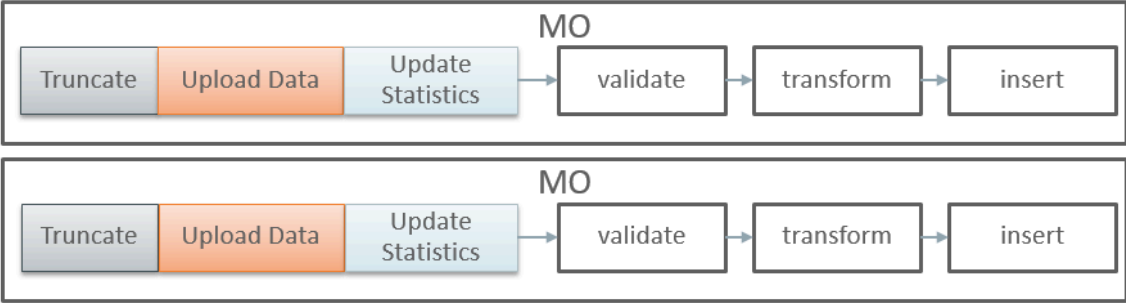 MO
Truncate
Upload Data
Update
Statistics
validate
transform
insert
MO
Truncate
Upload Data
Update
Statistics
validate
transform
insert